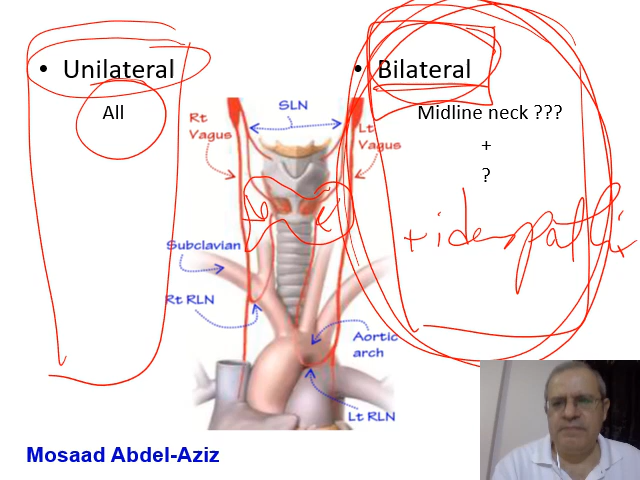 • Unilateral
All
• Bilateral
Midline neck ???
+
?
+ idiopathic
SLN
Rt
Vagus
Lt
Vagus
Subclavian
Rt RLN
Aortic
arch
Lt RLN
Mosaad Abdel-Aziz